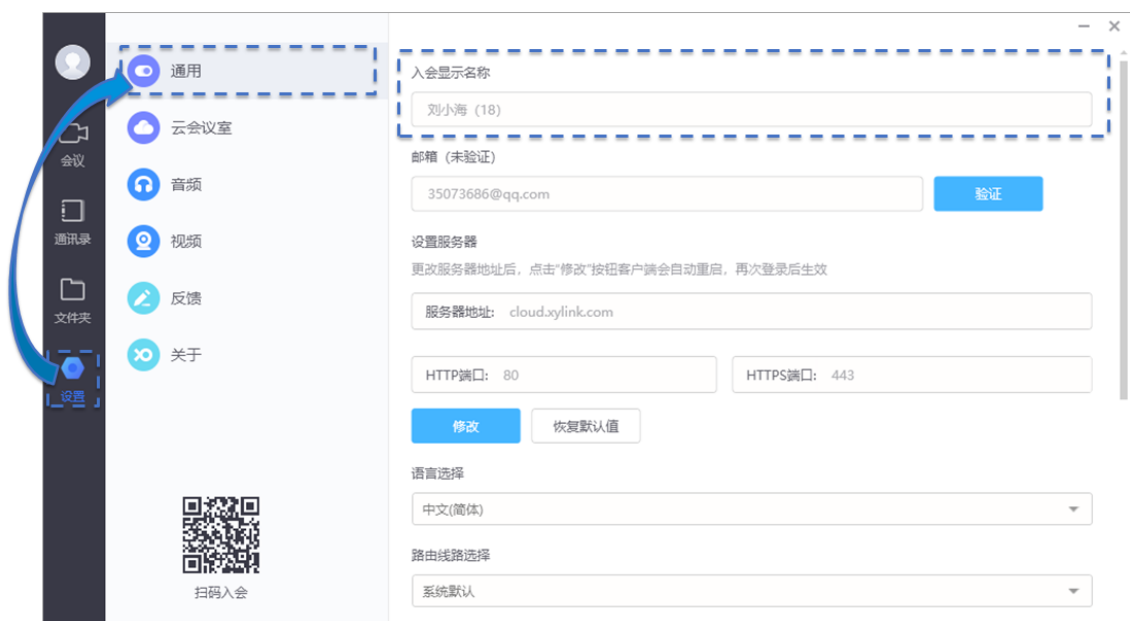 会议
通讯录
文件夹
设置
通用
云会议室
音频
视频
反馈
关于
扫码入会
入会显示名称
刘小海（18）
邮箱（未验证）
35073686@qq.com
验证
设置服务器
更改服务器地址后，点击“修改”按钮客户端会自动重启，再次登录后生效
服务器地址: cloud.xylink.com
HTTP端口: 80
HTTPS端口: 443
修改
恢复默认值
语言选择
中文(简体)
路由线路选择
系统默认